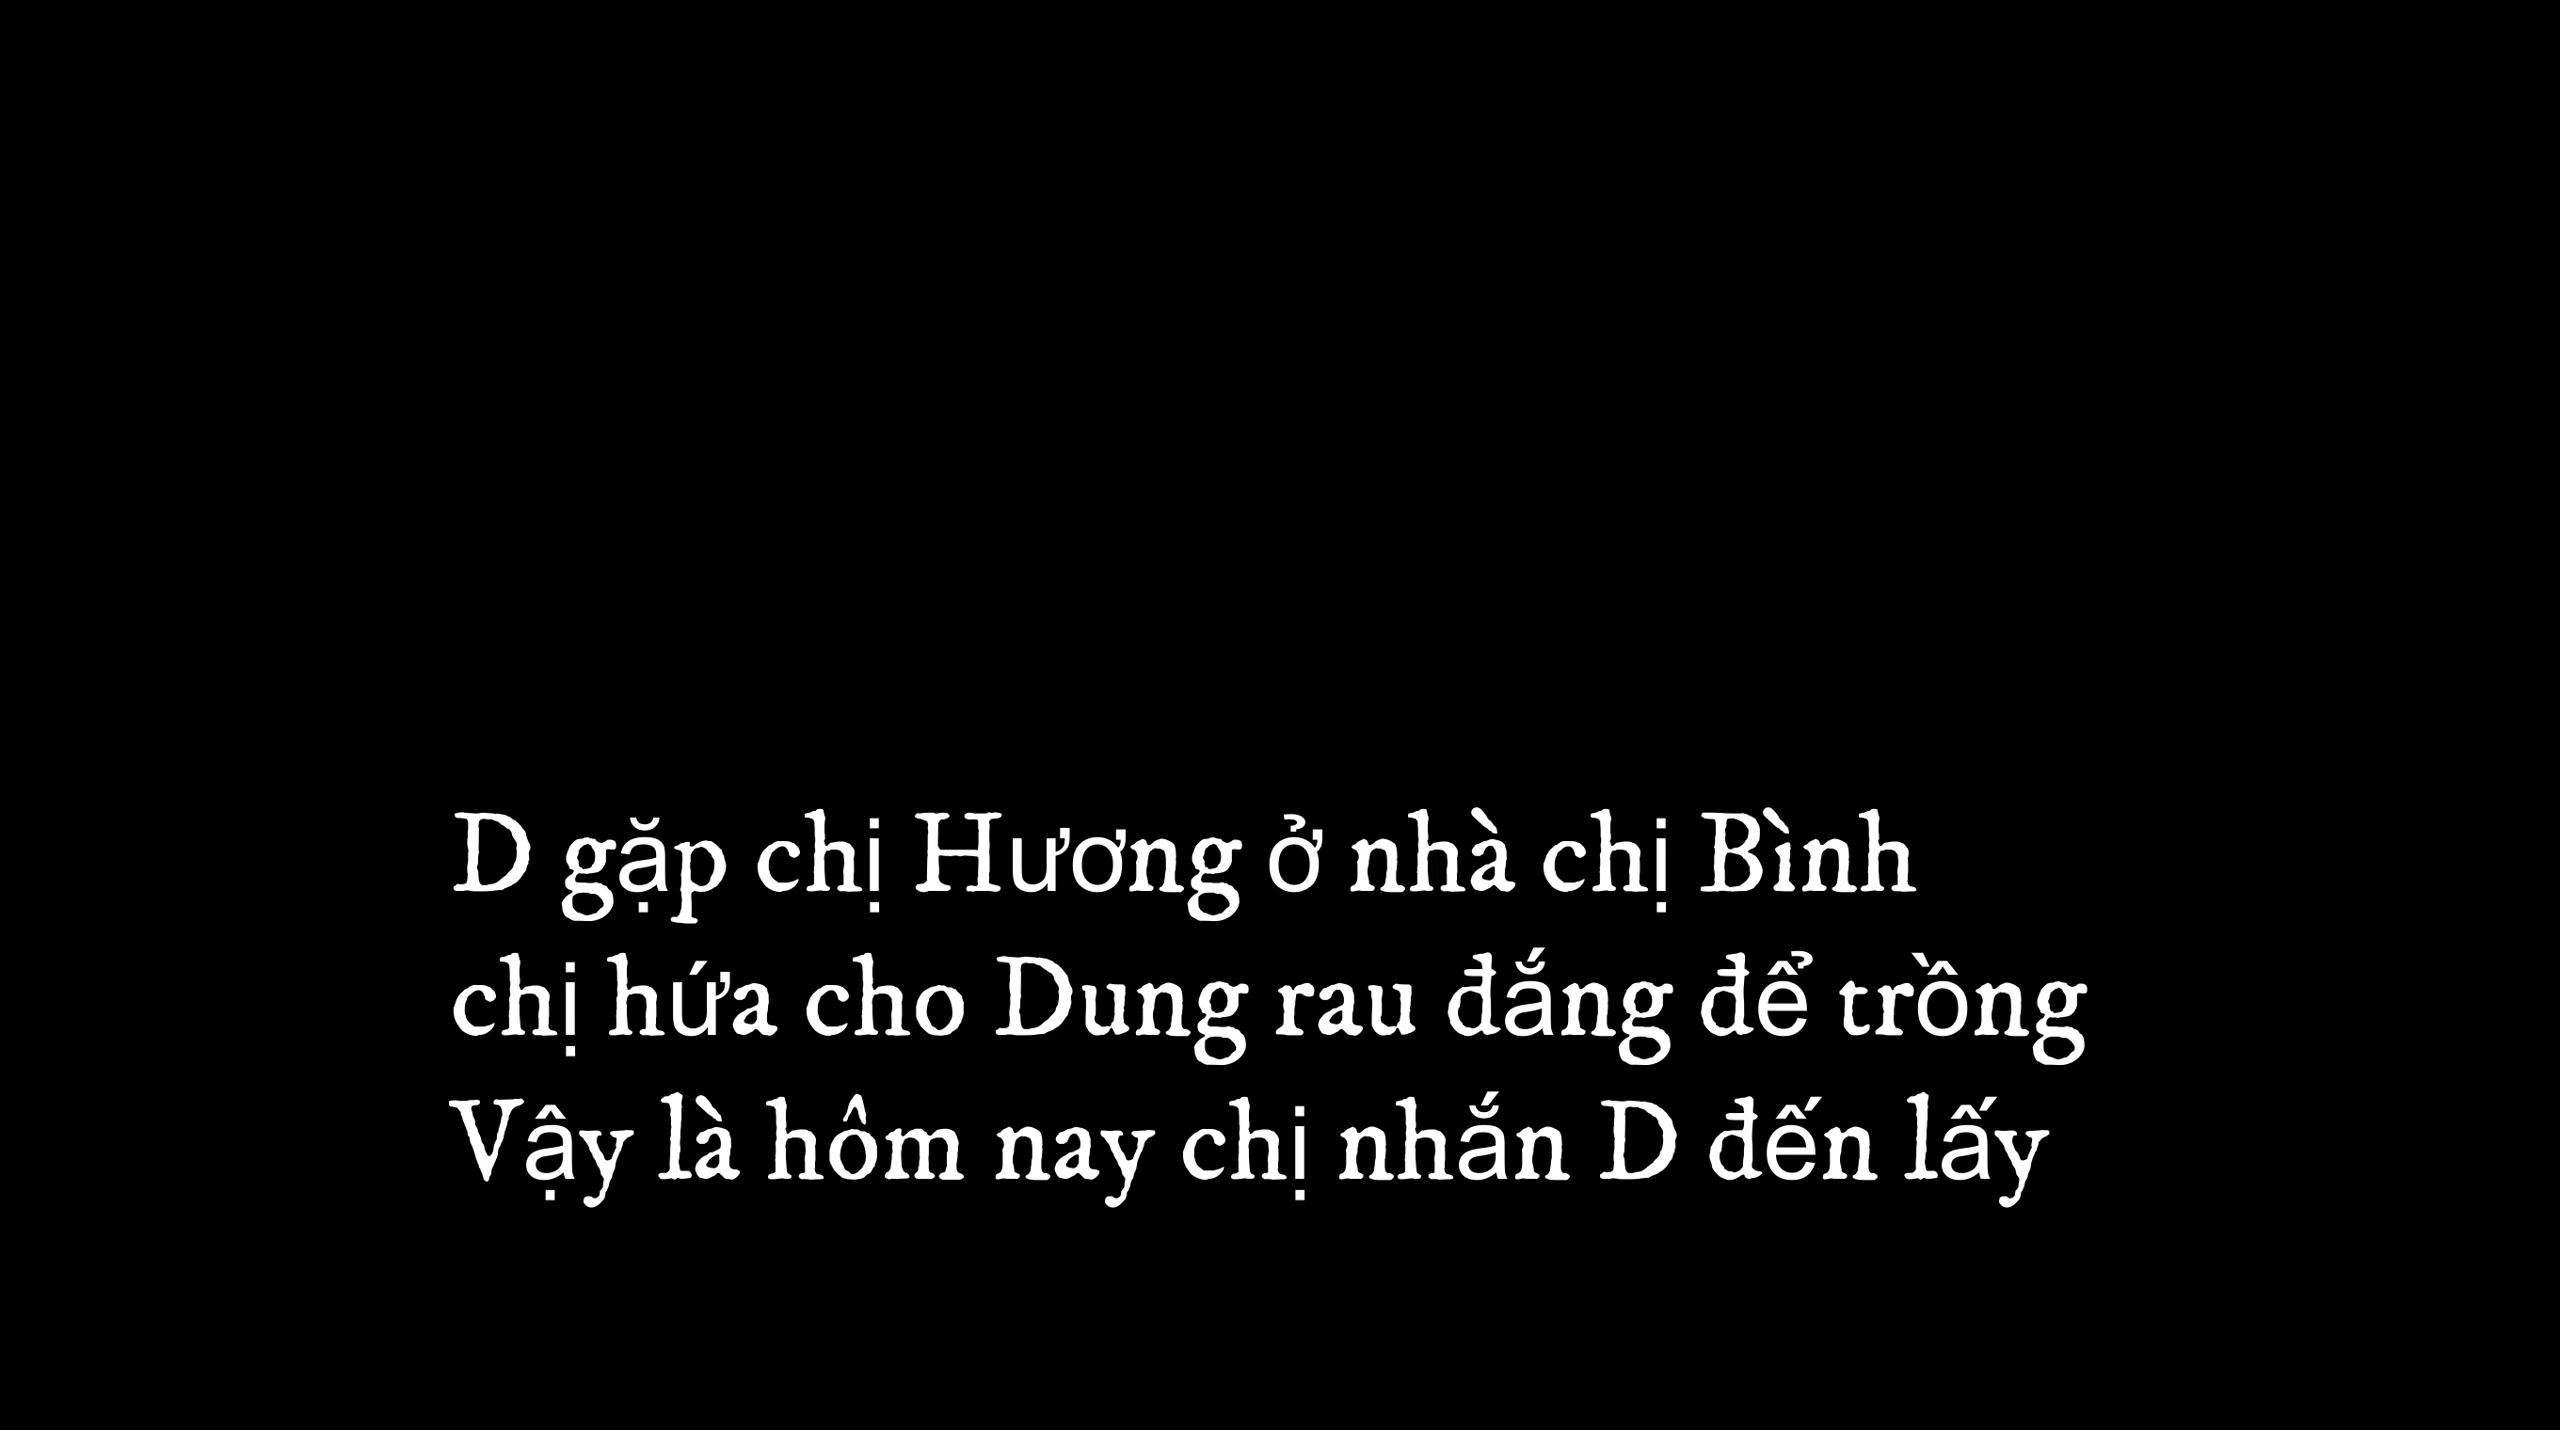 D gặp chị Hương ở nhà chị Bình
chị hứa cho Dung rau đắng để trồng
Vậy là hôm nay chị nhắn D đến lấy